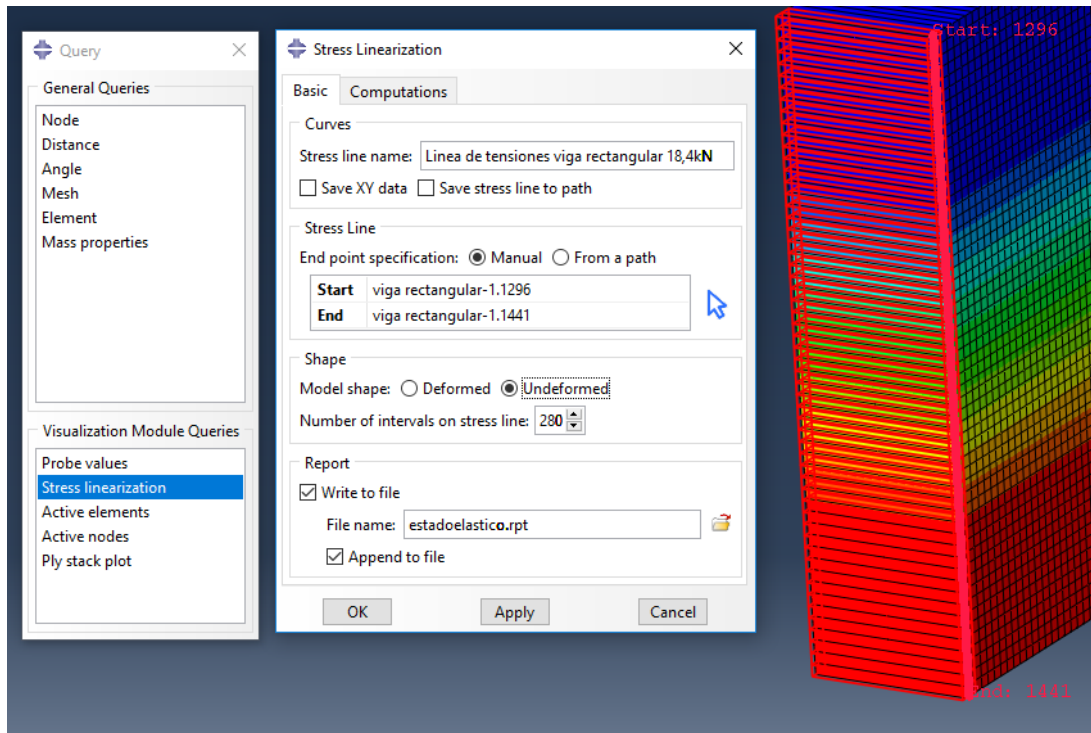 Query
General Queries
Node
Distance
Angle
Mesh
Element
Mass properties
Visualization Module Queries
Probe values
Stress linearization
Active elements
Active nodes
Ply stack plot
Stress Linearization
Basic
Computations
Curves
Stress line name: Linea de tensiones viga rectangular 18,4kN
Save XY data Save stress line to path
Stress Line
End point specification: Manual From a path
Start viga rectangular-1.1296
End viga rectangular-1.1441
Shape
Model shape: Deformed Undeformed
Number of intervals on stress line: 280
Report
Write to file
File name: estadoelastico.rpt
Append to file
OK Apply Cancel
Start: 1296
End: 1441